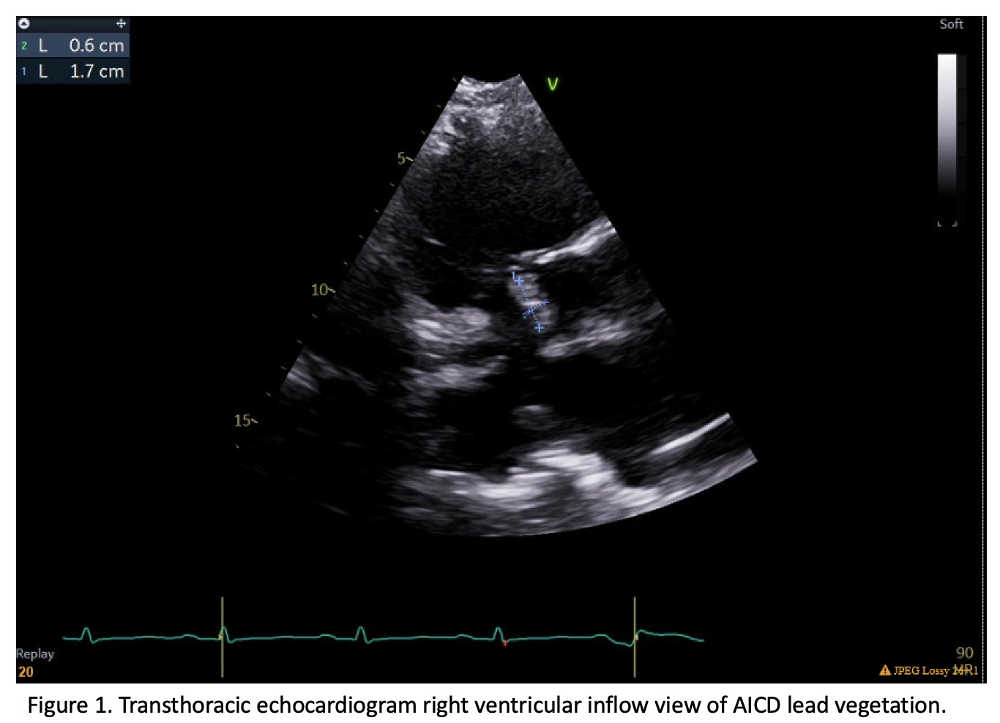 Soft
2 L 0.6 cm
1 L 1.7 cm
V
5
10
15
1
Replay
20
90
JPEG Lossy
Figure 1. Transthoracic echocardiogram right ventricular inflow view of AICD lead vegetation.